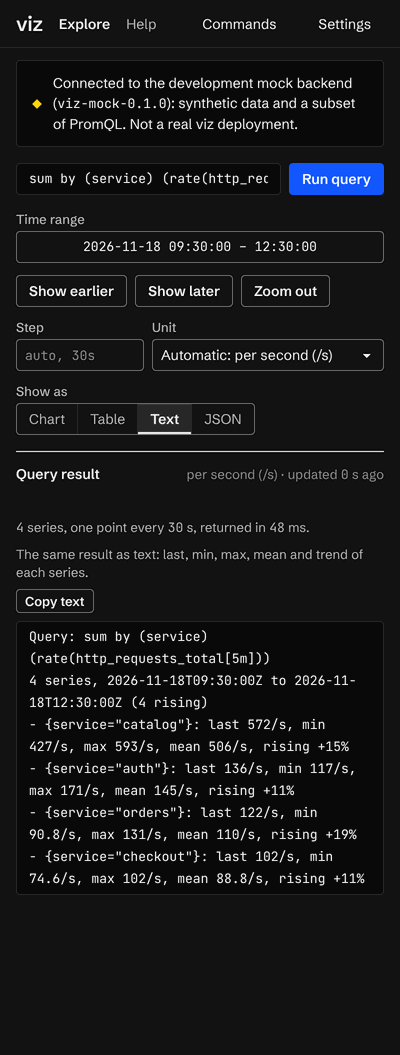 viz Explore Help Commands Settings
Connected to the development mock backend
(viz-mock-0.1.0): synthetic data and a subset
of PromQL. Not a real viz deployment.
sum by (service) (rate(http_rec Run query
Time range
2026-11-18 09:30:00 – 12:30:00
Show earlier Show later Zoom out
Step Unit
auto, 30s Automatic: per second (/s)
Show as
Chart Table Text JSON
Query result per second (/s) · updated 0 s ago
4 series, one point every 30 s, returned in 48 ms.
The same result as text: last, min, max, mean and trend of
each series.
Copy text
Query: sum by (service)
(rate(http_requests_total[5m]))
4 series, 2026-11-18T09:30:00Z to 2026-11-
18T12:30:00Z (4 rising)
- {service="catalog"}: last 572/s, min
427/s, max 593/s, mean 506/s, rising +15%
- {service="auth"}: last 136/s, min 117/s,
max 171/s, mean 145/s, rising +11%
- {service="orders"}: last 122/s, min
90.8/s, max 131/s, mean 110/s, rising +19%
- {service="checkout"}: last 102/s, min
74.6/s, max 102/s, mean 88.8/s, rising +11%